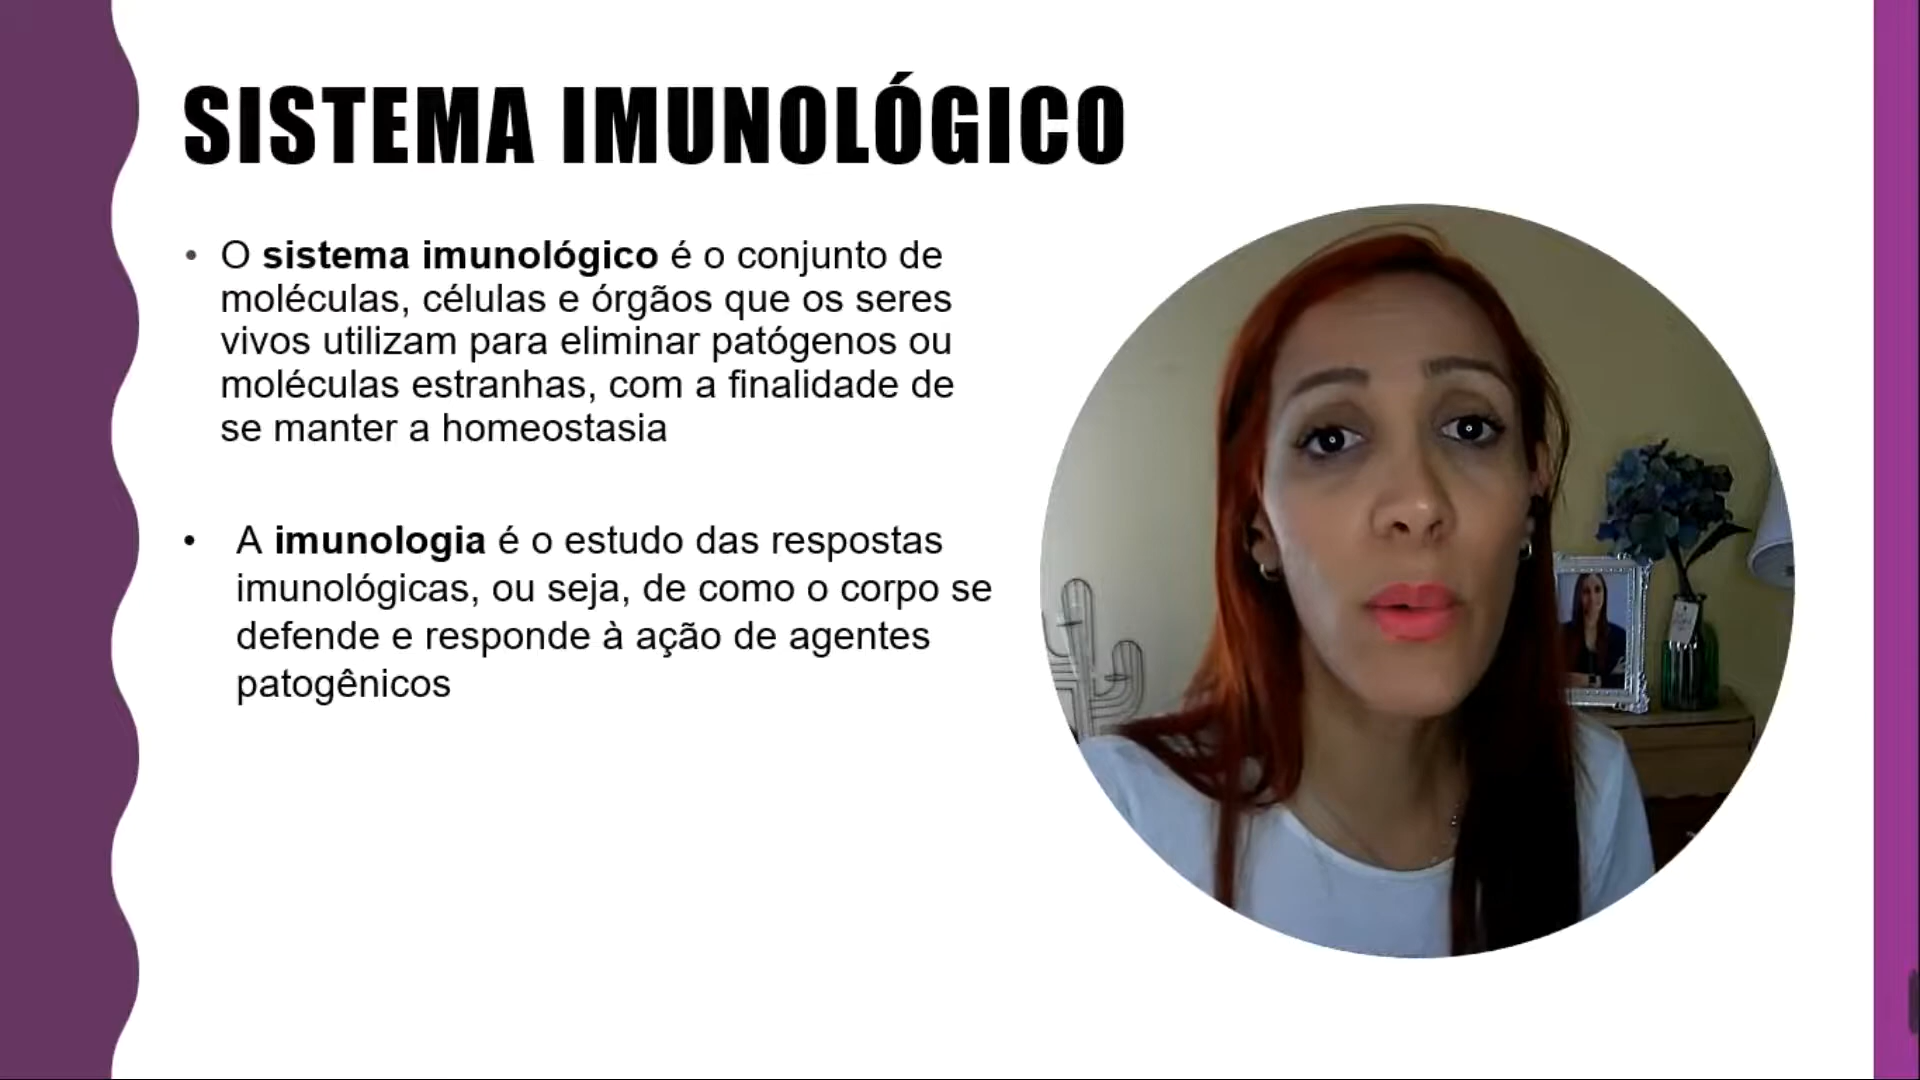 SISTEMA IMUNOLÓGICO
• O sistema imunológico é o conjunto de
moléculas, células e órgãos que os seres
vivos utilizam para eliminar patógenos ou
moléculas estranhas, com a finalidade de
se manter a homeostasia
• A imunologia é o estudo das respostas
imunológicas, ou seja, de como o corpo se
defende e responde à ação de agentes
patogênicos